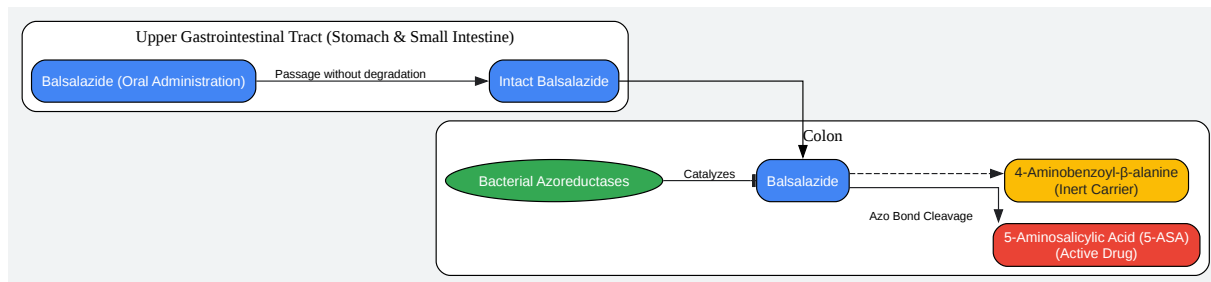 Upper Gastrointestinal Tract (Stomach & Small Intestine)
Balsalazide (Oral Administration)
Passage without degradation
Intact Balsalazide
Colon
Bacterial Azoreductases
Catalyzes
Balsalazide
4-Aminobenzoyl-β-alanine
(Inert Carrier)
Azo Bond Cleavage
5-Aminosalicylic Acid (5-ASA)
(Active Drug)